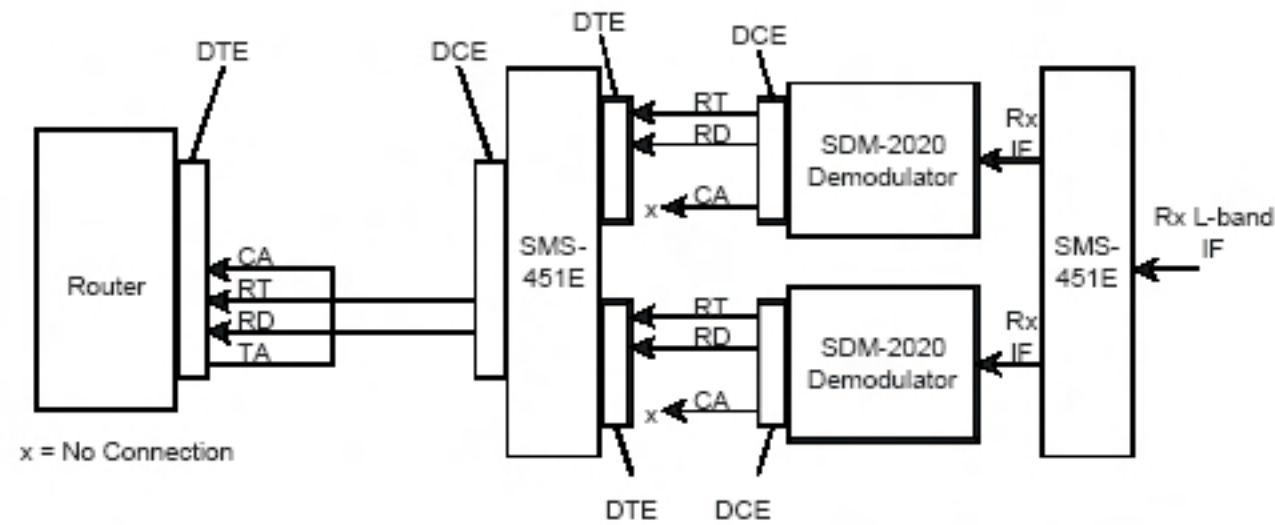 DTE
DCE
DTE
DCE
Router
CA
RT
RD
TA
SMS-
451E
RT
RD
x
CA
SDM-2020
Demodulator
Rx
IF
RT
RD
x
CA
SDM-2020
Demodulator
Rx
IF
SMS-
451E
Rx L-band
IF
x = No Connection
DTE
DCE